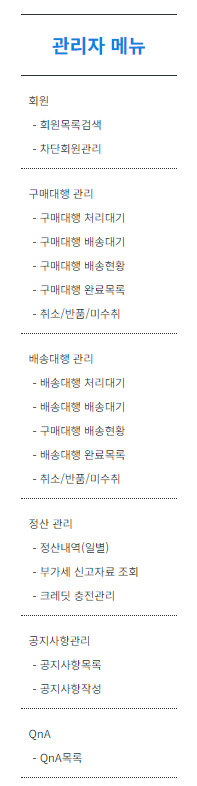 관리자 메뉴
회원
- 회원목록검색
- 차단회원관리
구매대행 관리
- 구매대행 처리대기
- 구매대행 배송대기
- 구매대행 배송현황
- 구매대행 완료목록
- 취소/반품/미수취
배송대행 관리
- 배송대행 처리대기
- 배송대행 배송대기
- 구매대행 배송현황
- 배송대행 완료목록
- 취소/반품/미수취
정산 관리
- 정산내역(일별)
- 부가세 신고자료 조회
- 크레딧 충전관리
공지사항관리
- 공지사항목록
- 공지사항작성
QnA
- QnA목록